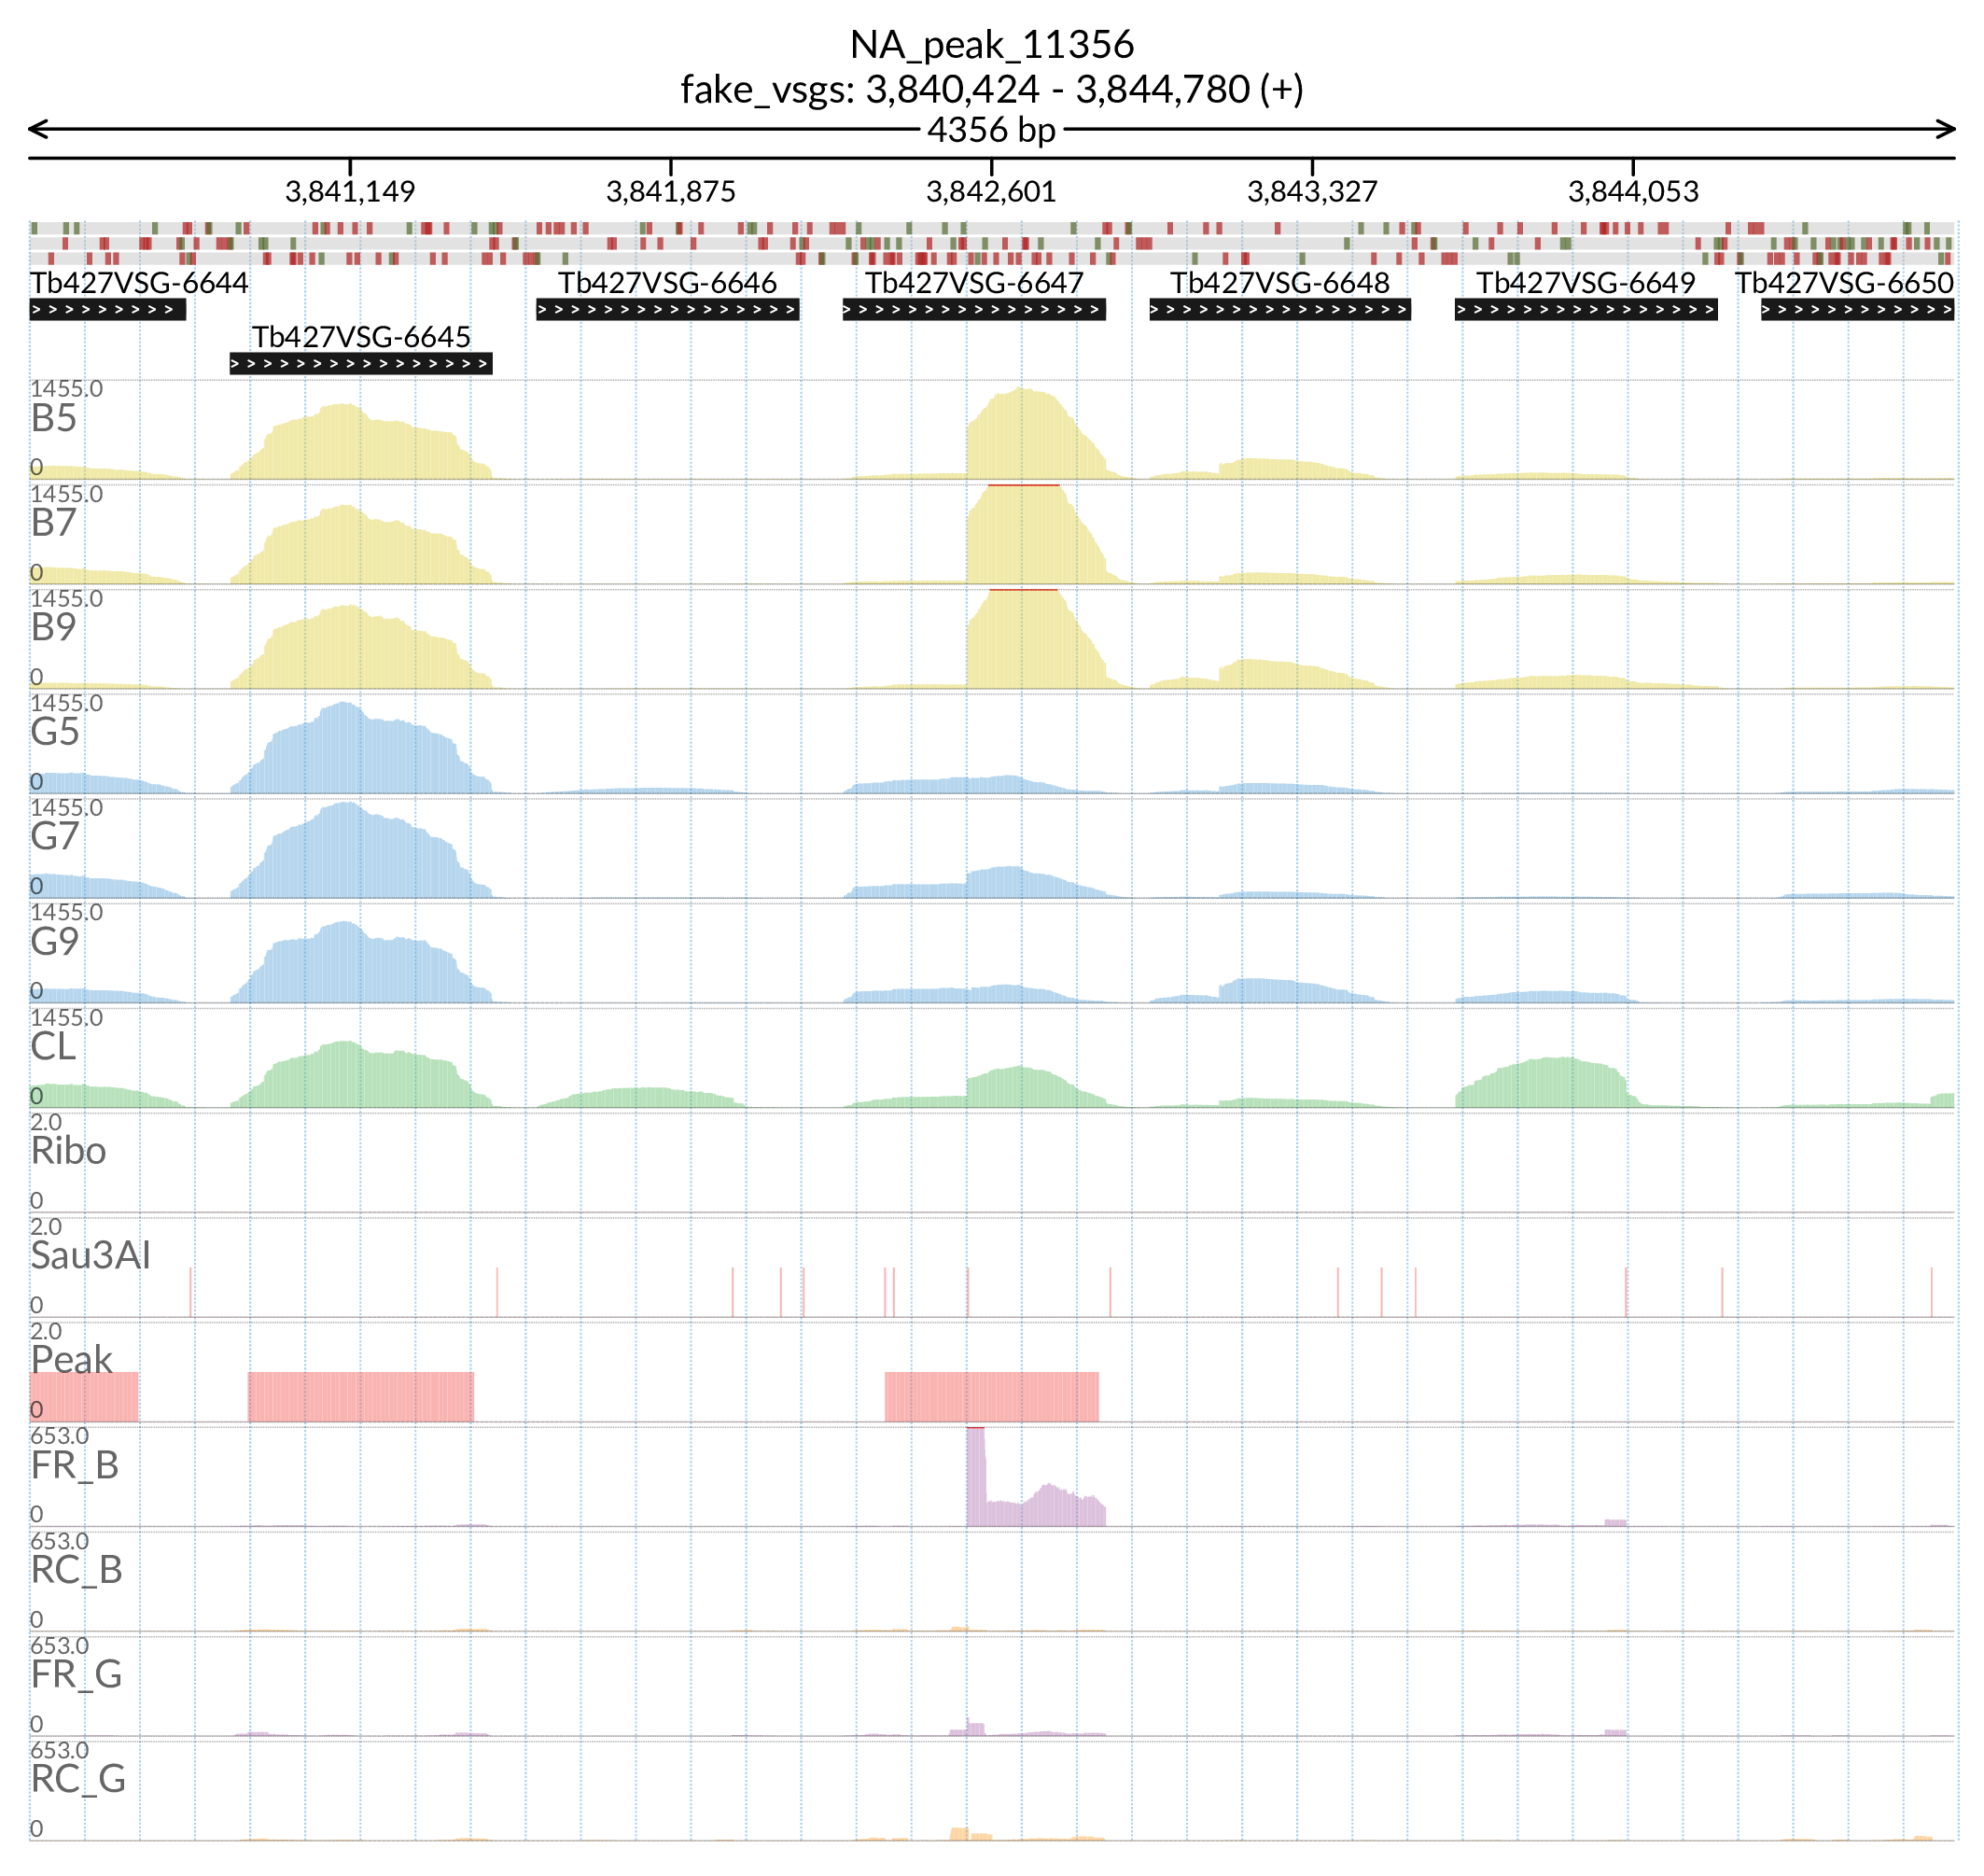 NA_peak_11356
fake_vsgs: 3,840,424 - 3,844,780 (+)
4356 bp
3,841,149 3,841,875 3,842,601 3,843,327 3,844,053
Tb427VSG-6644 Tb427VSG-6646 Tb427VSG-6647 Tb427VSG-6648 Tb427VSG-6649 Tb427VSG-6650
Tb427VSG-6645
1455.0
B5
0
1455.0
B7
0
1455.0
B9
0
1455.0
G5
0
1455.0
G7
0
1455.0
G9
0
1455.0
CL
0
2.0
Ribo
0
2.0
Sau3AI
0
2.0
Peak
0
653.0
FR_B
0
653.0
RC_B
0
653.0
FR_G
0
653.0
RC_G
0